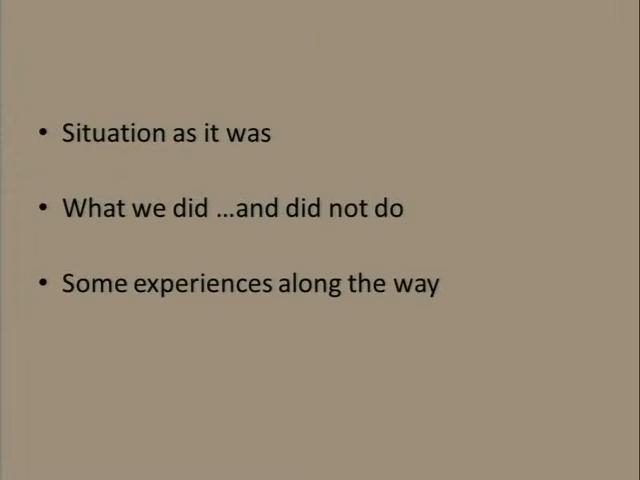 • Situation as it was
• What we did ...and did not do
• Some experiences along the way